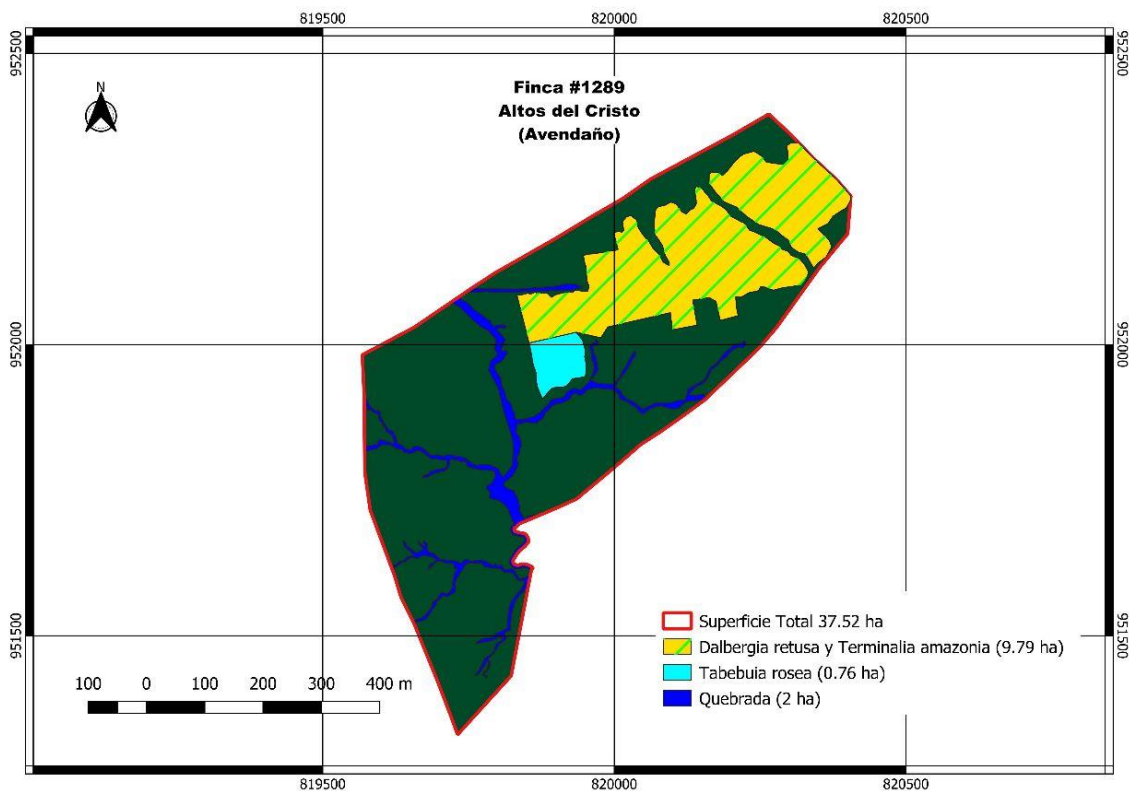 819500
820000
820500
952500
952500
N
Finca #1289
Altos del Cristo
(Avendaño)
952000
952000
951500
951500
Superficie Total 37.52 ha
Dalbergia retusa y Terminalia amazonia (9.79 ha)
Tabebuia rosea (0.76 ha)
Quebrada (2 ha)
100 0 100 200 300 400 m
819500
820000
820500